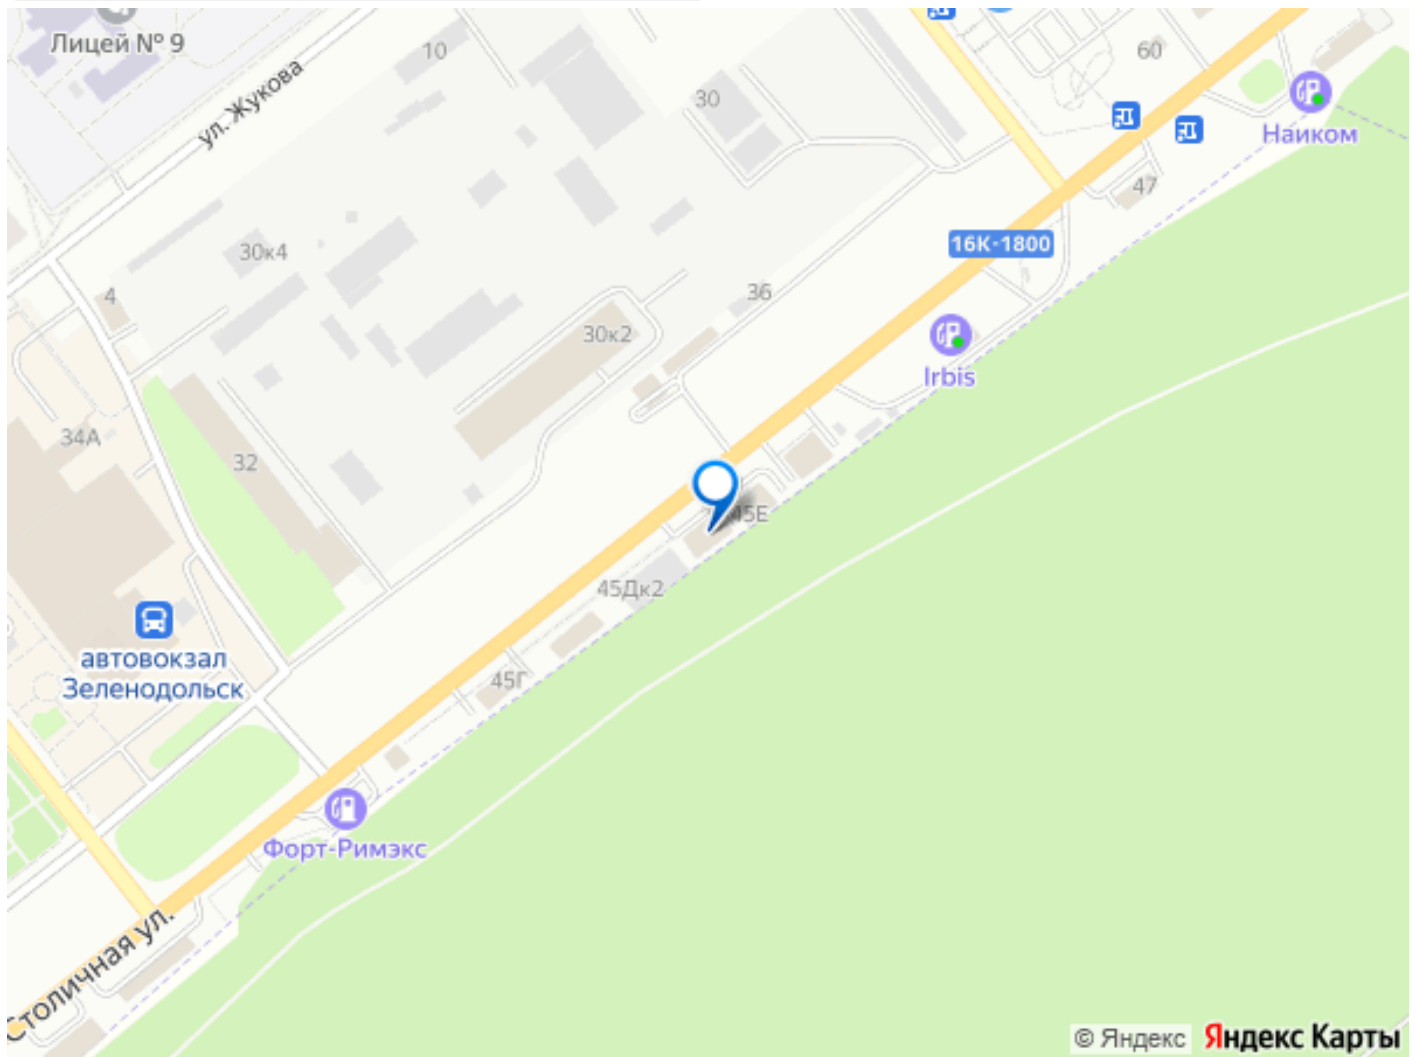 Лицей № 9
10
60
ул. Жукова
30
Наиком
47
16К-1800
30к4
4
36
30к2
Irbis
34А
32
45Е
45Дк2
автовокзал
Зеленодольск
45Г
Форт-Римэкс
Столичная ул.
© Яндекс Яндекс Карты